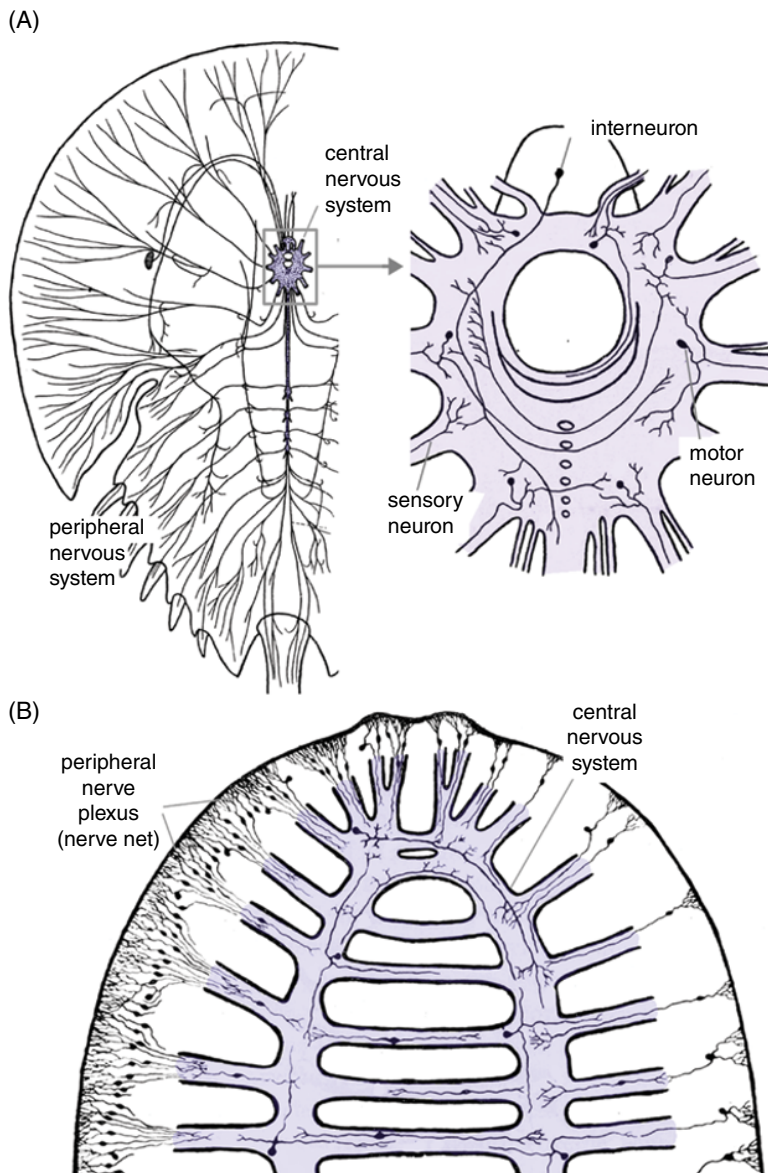 (A)
central
nervous
system
interneuron
motor
neuron
sensory
neuron
peripheral
nervous
system
(B)
central
nervous
system
peripheral
nerve
plexus
(nerve net)